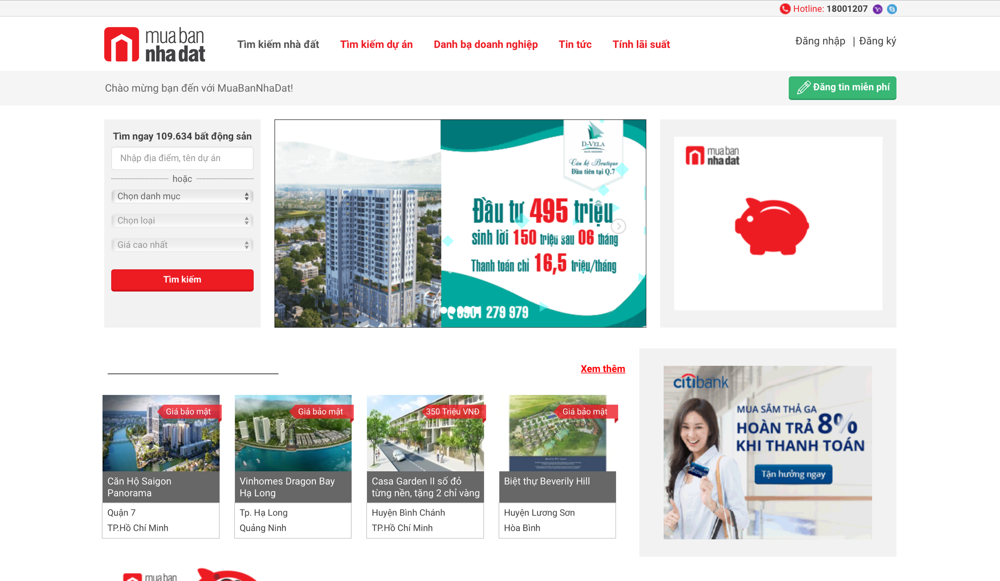 Hotline: 18001207
mua ban
nha dat
Tìm kiếm nhà đất
Tìm kiếm dự án
Danh bạ doanh nghiệp
Tin tức
Tính lãi suất
Đăng nhập | Đăng ký
Chào mừng bạn đến với MuaBanNhaDat!
Đăng tin miễn phí
Tìm ngay 109.634 bất động sản
Nhập địa điểm, tên dự án
hoặc
Chọn danh mục
Chọn loại
Giá cao nhất
Tìm kiếm
D-VELA
Căn hộ Boutique
Đầu tiên tại Q.7
Đầu tư 495 triệu
sinh lời 150 triệu sau 06 tháng
Thanh toán chỉ 16,5 triệu/tháng
0901 279 979
mua ban
nha dat
Xem thêm
Giá bảo mật
Căn Hộ Saigon
Panorama
Quận 7
TP.Hồ Chí Minh
Giá bảo mật
Vinhomes Dragon Bay
Hạ Long
Tp. Hạ Long
Quảng Ninh
350 Triệu VNĐ
Casa Garden II số đỏ
từng nền, tặng 2 chỉ vàng
Huyện Bình Chánh
TP.Hồ Chí Minh
Giá bảo mật
Beverly Hill resort
Biệt thự Beverily Hill
Huyện Lương Sơn
Hòa Bình
citibank
MUA SẮM THẢ GA
HOÀN TRẢ 8%
KHI THANH TOÁN
Tận hưởng ngay
mua ban